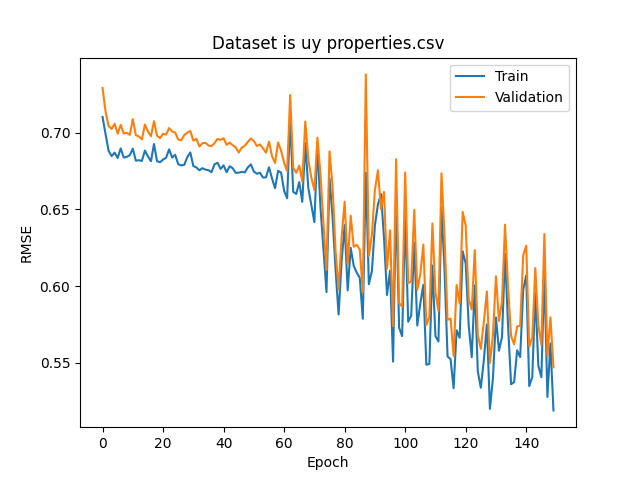 Dataset is uy properties.csv
Train
Validation
RMSE
0.70
0.65
0.60
0.55
0 20 40 60 80 100 120 140
Epoch